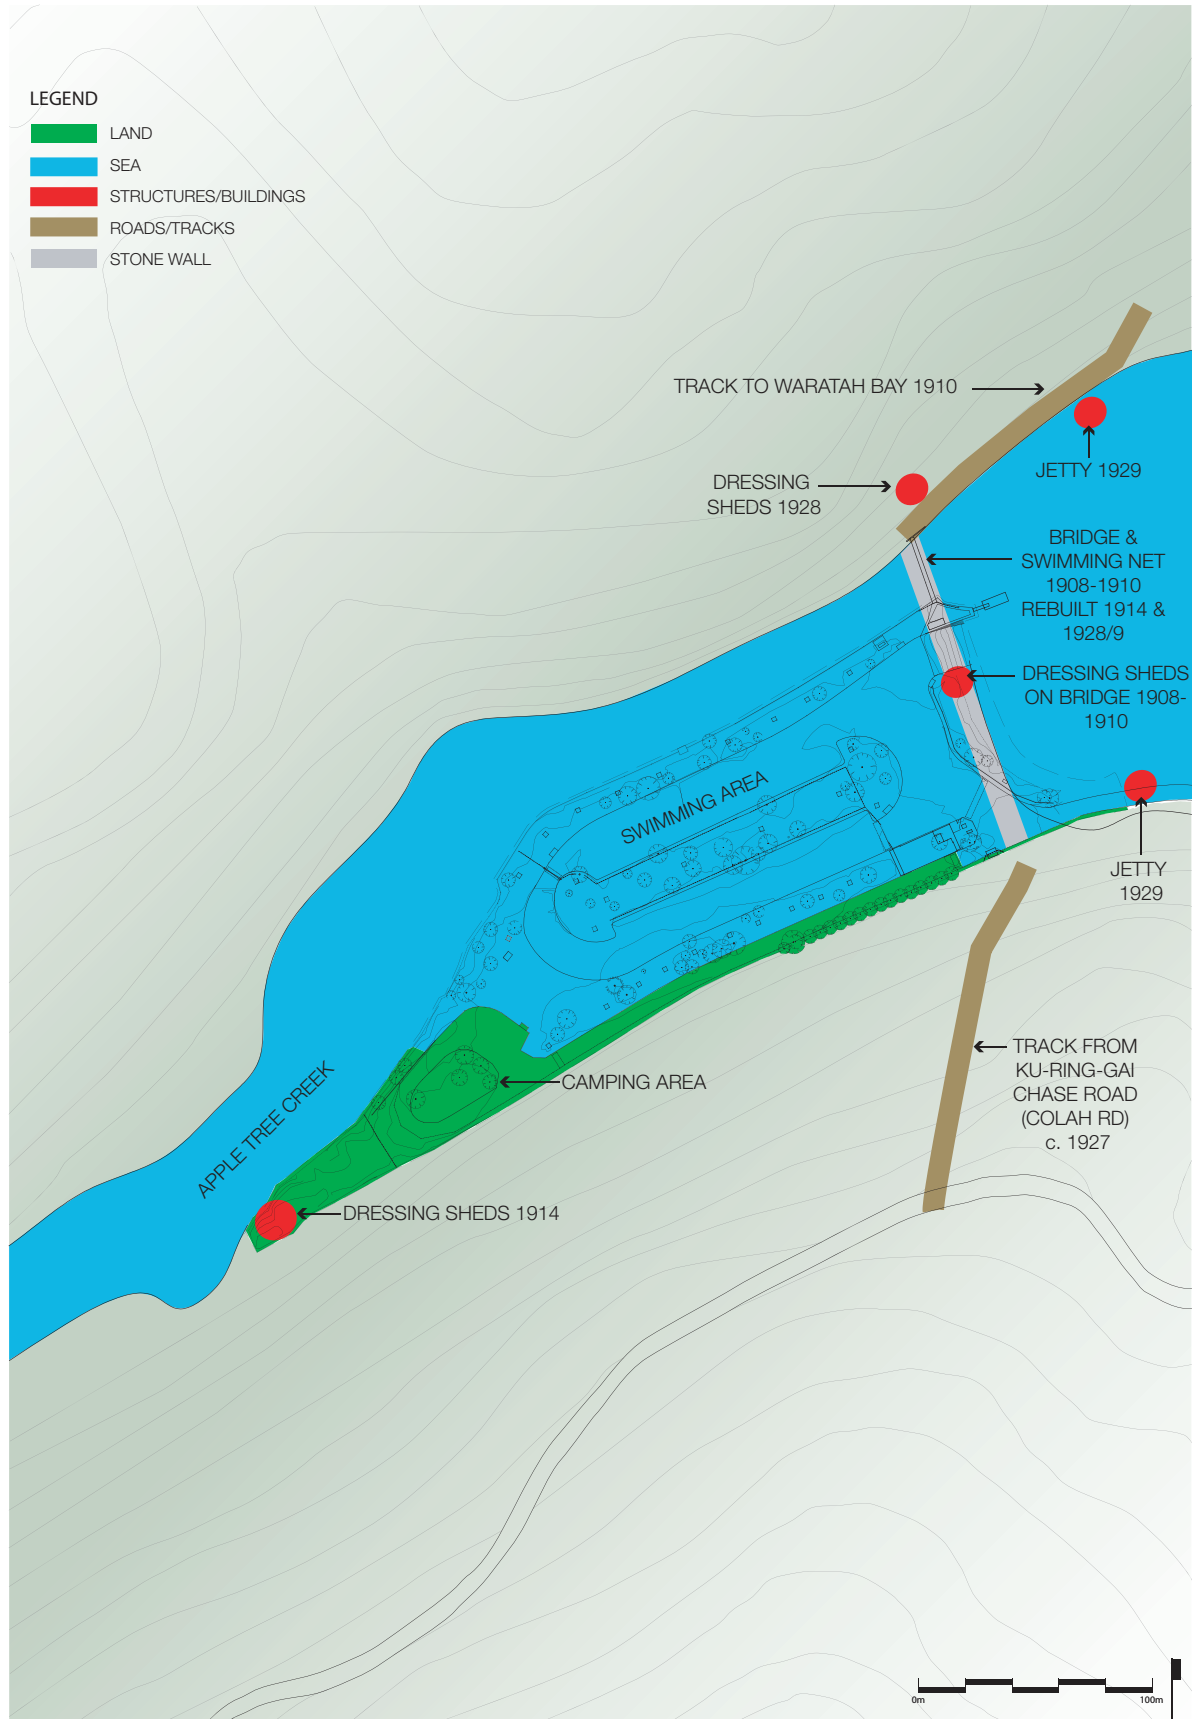 LEGEND
LAND
SEA
STRUCTURES/BUILDINGS
ROADS/TRACKS
STONE WALL
TRACK TO WARATAH BAY 1910
JETTY 1929
DRESSING
SHEDS 1928
BRIDGE &
SWIMMING NET
1908-1910
REBUILT 1914 &
1928/9
DRESSING SHEDS
ON BRIDGE 1908-
1910
SWIMMING AREA
JETTY
1929
TRACK FROM
KU-RING-GAI
CHASE ROAD
(COLAH RD)
c. 1927
CAMPING AREA
APPLE TREE CREEK
DRESSING SHEDS 1914
0m
100m